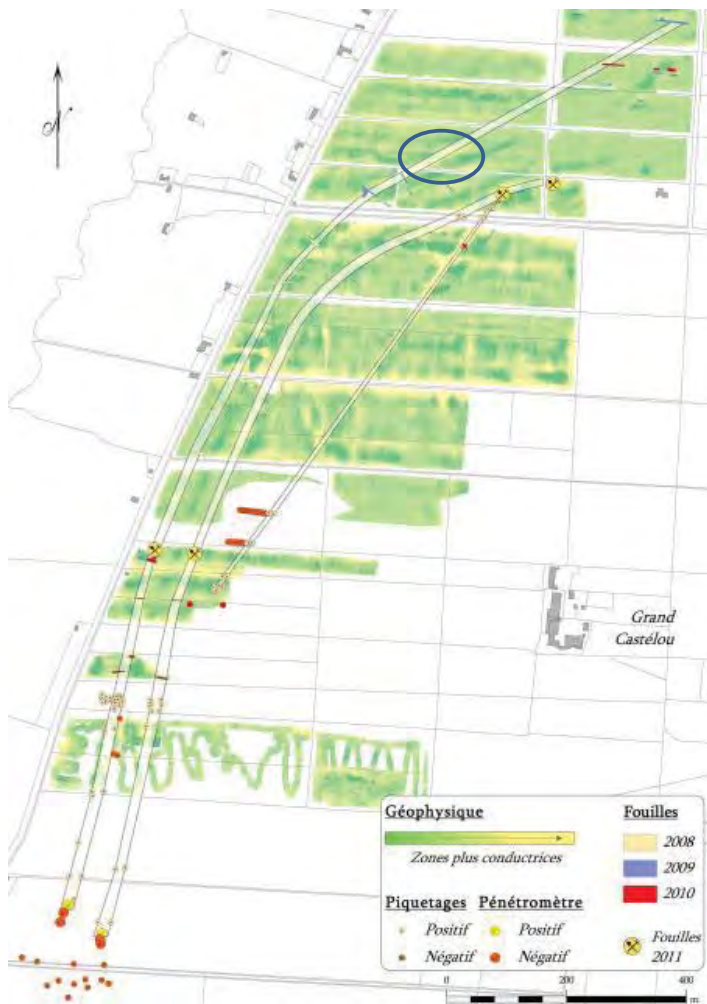 N
Grand
Castélou
Géophysique
Zones plus conductrices
Piquetages
Positif
Négatif
Pénétromètre
Positif
Négatif
Fouilles
2008
2009
2010
Fouilles
2011
0 200 400
m